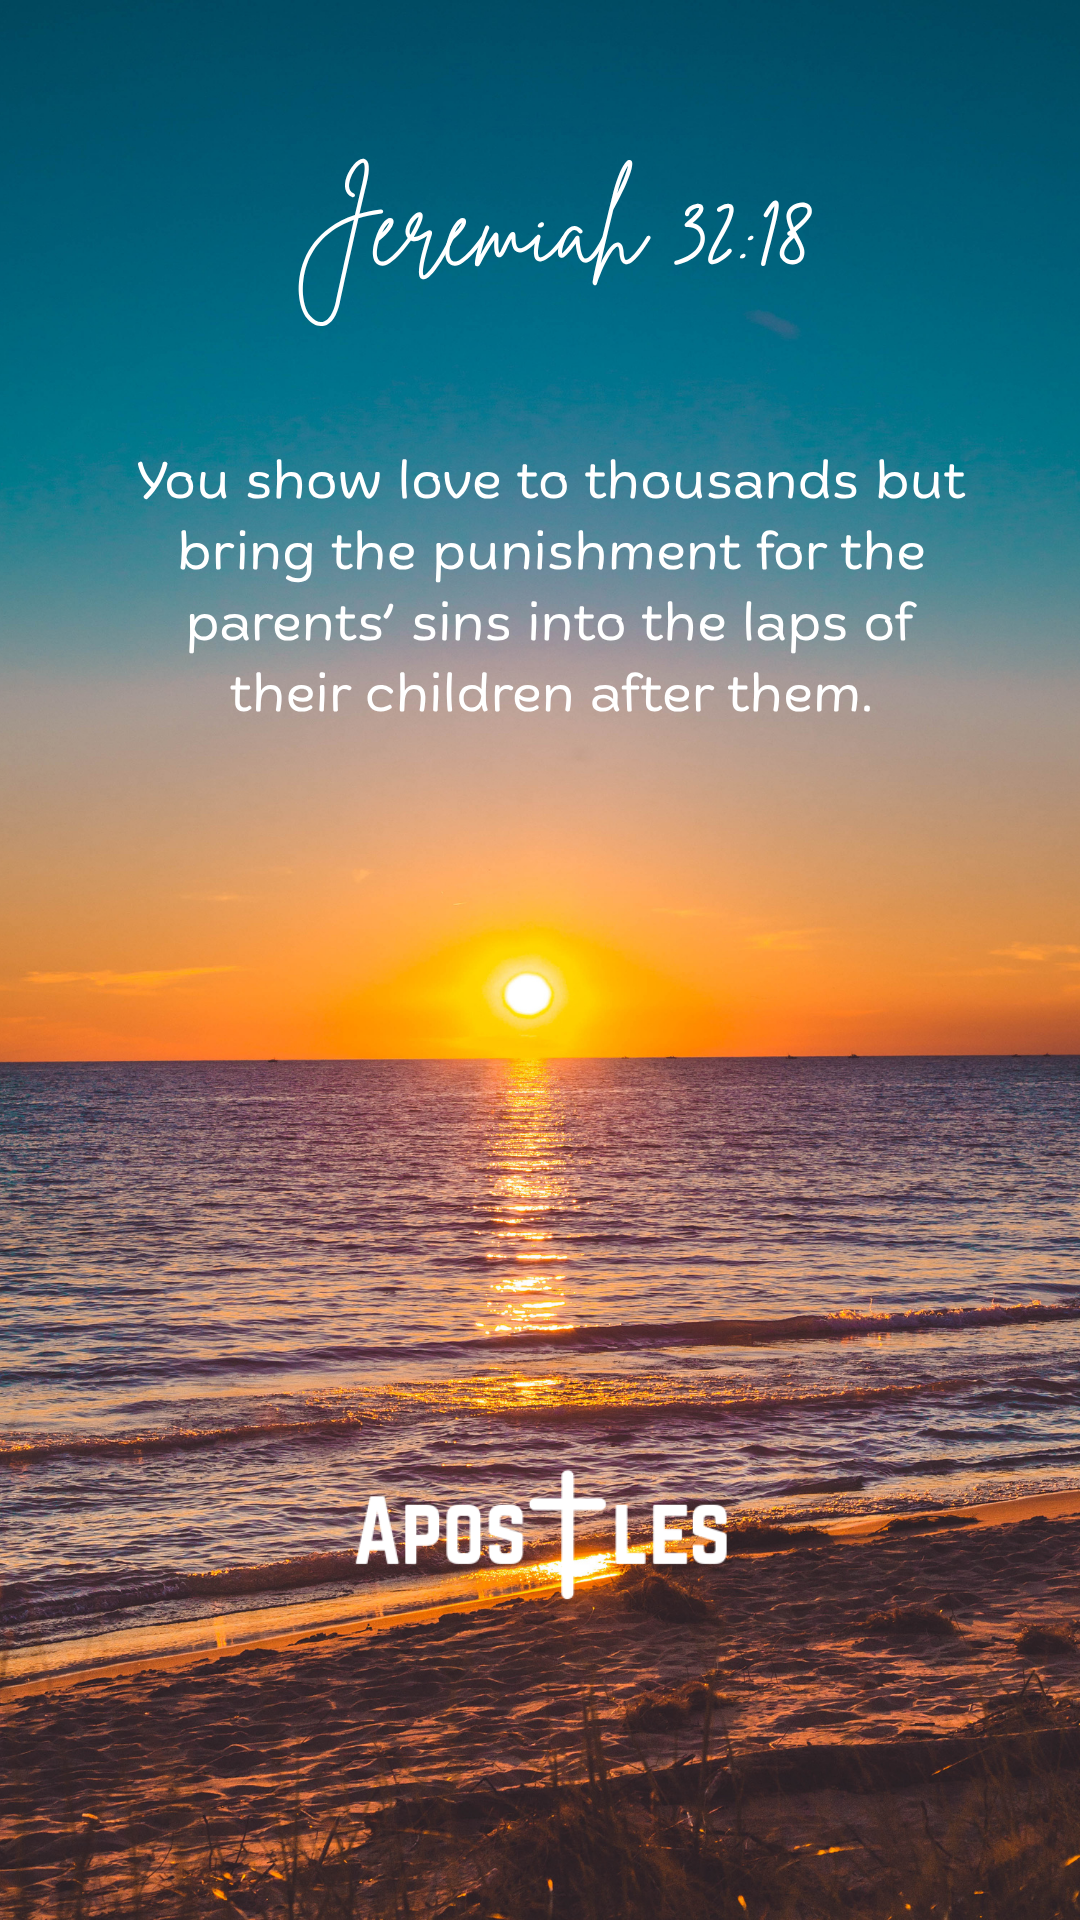 Jeremiah 32:18
You show love to thousands but
bring the punishment for the
parents’ sins into the laps of
their children after them.
APOSTLES